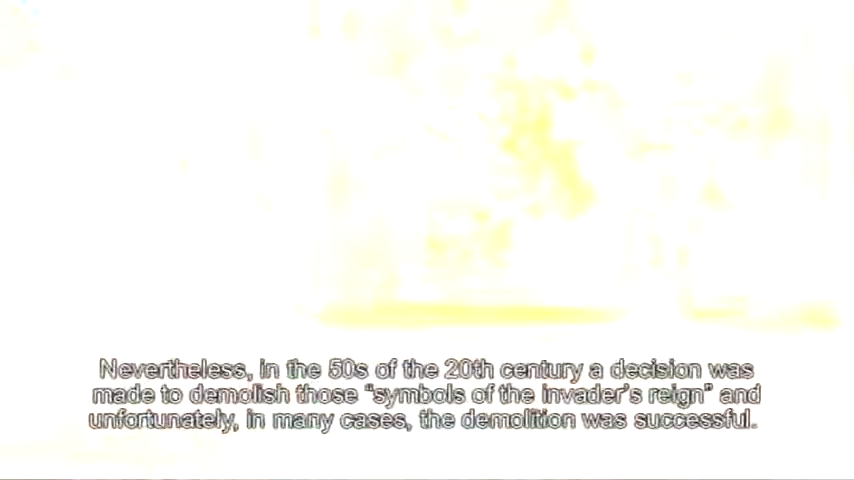 Nevertheless, in the 50s of the 20th century a decision was
made to demolish those "symbols of the invader's reign" and
unfortunately, in many cases, the demolition was successful.